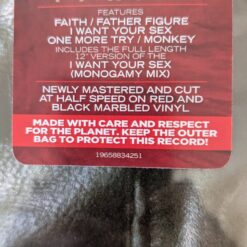 FEATURES
FAITH / FATHER FIGURE
I WANT YOUR SEX
ONE MORE TRY / MONKEY
INCLUDES THE FULL LENGTH
12" VERSION OF THE
I WANT YOUR SEX
(MONOGAMY MIX)
NEWLY MASTERED AND CUT
AT HALF SPEED ON RED AND
BLACK MARBLED VINYL
MADE WITH CARE AND RESPECT
FOR THE PLANET. KEEP THE OUTER
BAG TO PROTECT THIS RECORD!
19658834251